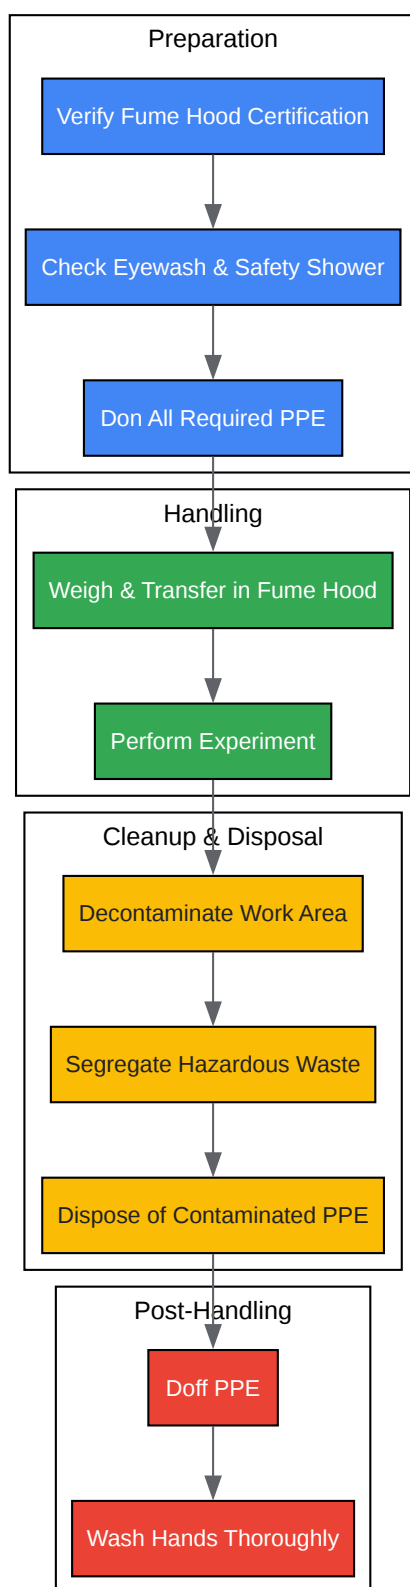 Preparation
Verify Fume Hood Certification
Check Eyewash & Safety Shower
Don All Required PPE
Handling
Weigh & Transfer in Fume Hood
Perform Experiment
Cleanup & Disposal
Decontaminate Work Area
Segregate Hazardous Waste
Dispose of Contaminated PPE
Post-Handling
Doff PPE
Wash Hands Thoroughly